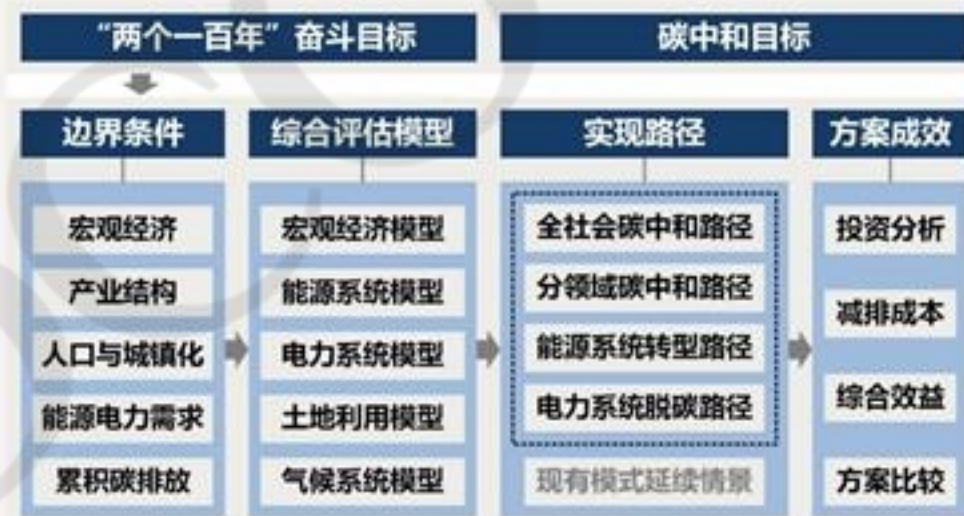 “两个一百年”奋斗目标
碳中和目标
边界条件
综合评估模型
实现路径
方案成效
宏观经济
产业结构
人口与城镇化
能源电力需求
累积碳排放
宏观经济模型
能源系统模型
电力系统模型
土地利用模型
气候系统模型
全社会碳中和路径
分领域碳中和路径
能源系统转型路径
电力系统脱碳路径
现有模式延续情景
投资分析
减排成本
综合效益
方案比较